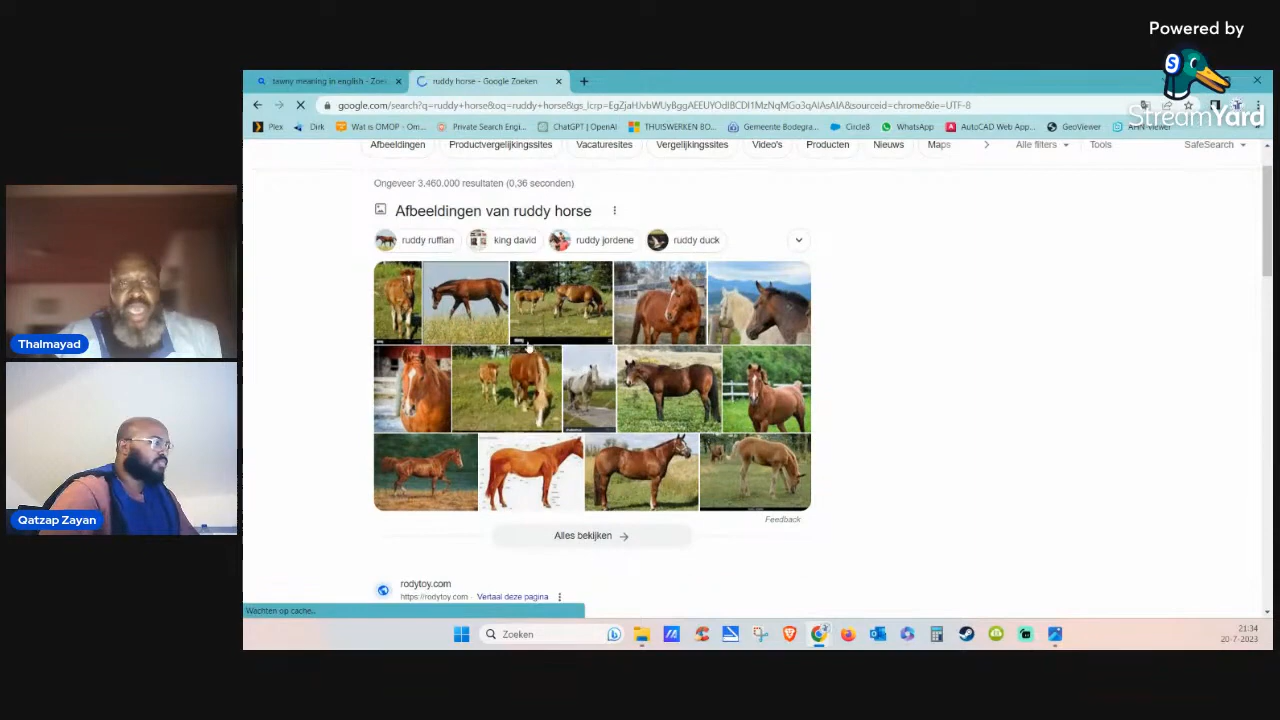 Powered by
StreamYard
tawny meaning in english - Zoe
ruddy horse - Google Zoeken
google.com/search?q=ruddy+horse&oq=ruddy+horse&gs_lcrp=EgZjaHJvbWUyBggAEEUYOdIBCDI1MzNqMGo3qAIAsAIA&sourceid=chrome&ie=UTF-8
Plex
Dirk
Wat is OMOP - Om...
Private Search Engi...
ChatGPT | OpenAI
THUISWERKEN BO...
Gemeente Bodegra...
Circle8
WhatsApp
AutoCAD Web App...
GeoViewer
AHN Viewer
Afbeeldingen
Productvergelijkingssites
Vacaturesites
Vergelijkingssites
Video's
Producten
Nieuws
Maps
Alle filters
Tools
SafeSearch
Ongeveer 3.460.000 resultaten (0,36 seconden)
Afbeeldingen van ruddy horse
ruddy ruffian
king david
ruddy jordene
ruddy duck
Thalmayad
Qatzap Zayan
Feedback
Alles bekijken
rodytoy.com
https://rodytoy.com
Vertaal deze pagina
Wachten op cache...
Zoeken
21:34
20-7-2023